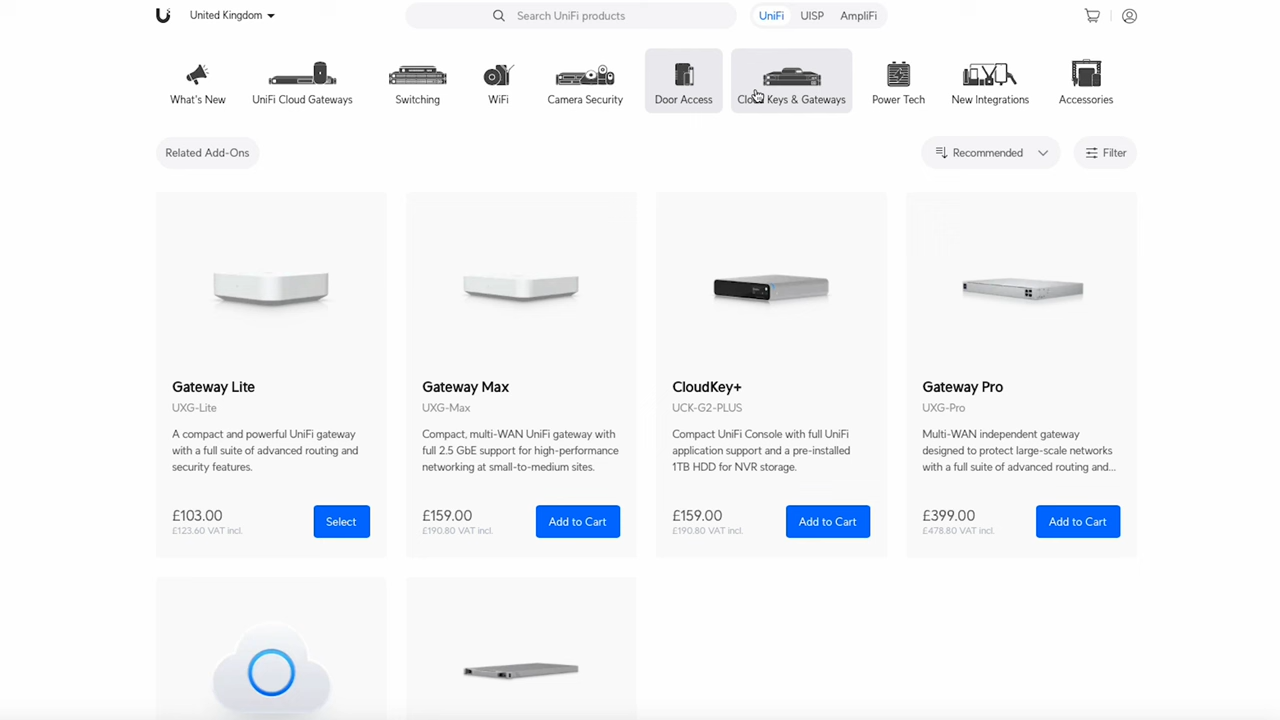 United Kingdom
Search UniFi products
UniFi
UISP
AmpliFi
What's New
UniFi Cloud Gateways
Switching
WiFi
Camera Security
Door Access
Cloud Keys & Gateways
Power Tech
New Integrations
Accessories
Related Add-Ons
Recommended
Filter
Gateway Lite
UXG-Lite
A compact and powerful UniFi gateway
with a full suite of advanced routing and
security features.
£103.00
£123.60 VAT incl.
Select
Gateway Max
UXG-Max
Compact, multi-WAN UniFi gateway with
full 2.5 GbE support for high-performance
networking at small-to-medium sites.
£159.00
£190.80 VAT incl.
Add to Cart
CloudKey+
UCK-G2-PLUS
Compact UniFi Console with full UniFi
application support and a pre-installed
1TB HDD for NVR storage.
£159.00
£190.80 VAT incl.
Add to Cart
Gateway Pro
UXG-Pro
Multi-WAN independent gateway
designed to protect large-scale networks
with a full suite of advanced routing and...
£399.00
£478.80 VAT incl.
Add to Cart